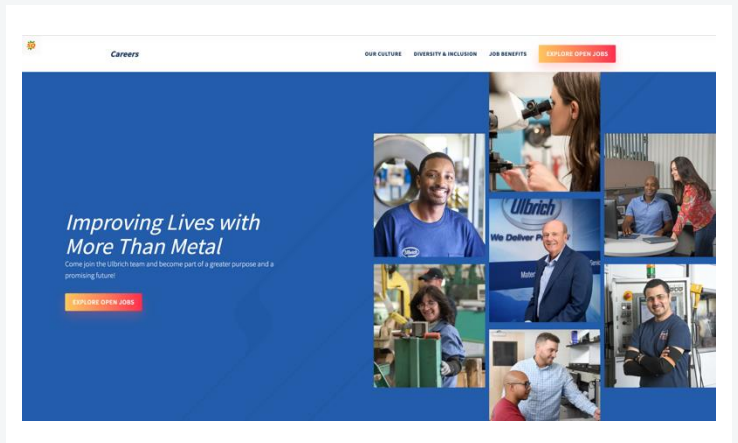 Careers
OUR CULTURE DIVERSITY & INCLUSION JOB BENEFITS EXPLORE OPEN JOBS
Improving Lives with
More Than Metal
Come join the Ulbrich team and become part of a greater purpose and a
promising future!
EXPLORE OPEN JOBS
Ulbrich
We Deliver
Mater